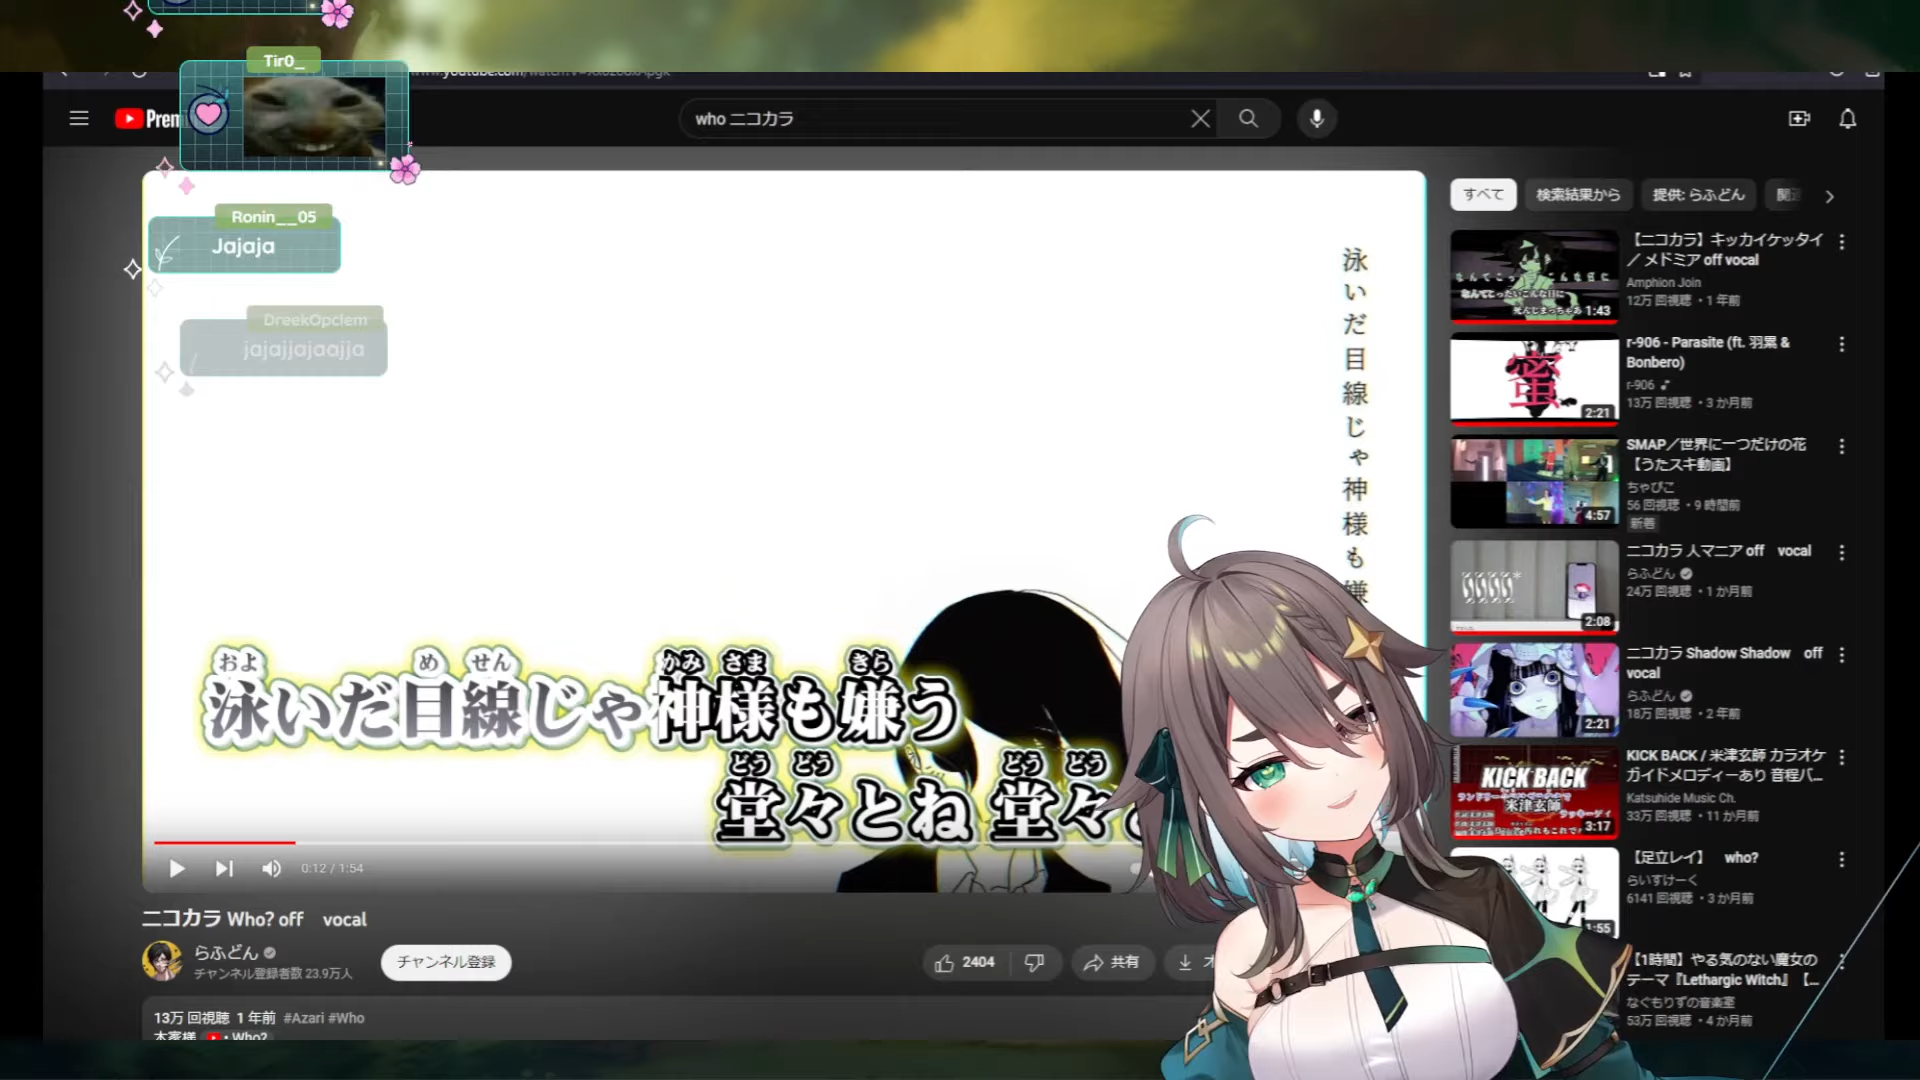 Tir0_
who ニコカラ
Prem
Ronin__05
Jajaja
DreekOpclem
jajajjajaajja
泳いだ目線じゃ神様も嫌
およ め せん かみ さま きら
泳いだ目線じゃ神様も嫌う
どう どう どう どう
堂々とね 堂々
0:12 / 1:54
ニコカラ Who? off vocal
らふどん
チャンネル登録者数 23.9万人
チャンネル登録
2404
共有
13万 回視聴 1 年前 #Azari #Who
本家様 ・Who?
すべて
検索結果から
提供: らふどん
【ニコカラ】キッカイケッタイ
／メドミア off vocal
Amphion Join
12万 回視聴 ・1 年前
1:43
r-906 - Parasite (ft. 羽累 &
Bonbero)
r-906
13万 回視聴 ・3 か月前
蜜
2:21
SMAP／世界に一つだけの花
【うたスキ動画】
ちゃぴこ
56 回視聴 ・9 時間前
新着
4:57
ニコカラ 人マニア off vocal
らふどん
24万 回視聴 ・1 か月前
2:08
ニコカラ Shadow Shadow off
vocal
らふどん
18万 回視聴 ・2 年前
2:21
KICK BACK / 米津玄師 カラオケ
ガイドメロディーあり 音程バ...
Katsuhide Music Ch.
33万 回視聴 ・11 か月前
KICK BACK
米津玄師
3:17
【足立レイ】 who?
らいすけーく
6141 回視聴 ・3 か月前
1:55
【1時間】やる気のない魔女の
テーマ『Lethargic Witch』【...
なぐもりずの音楽室
53万 回視聴 ・4 か月前